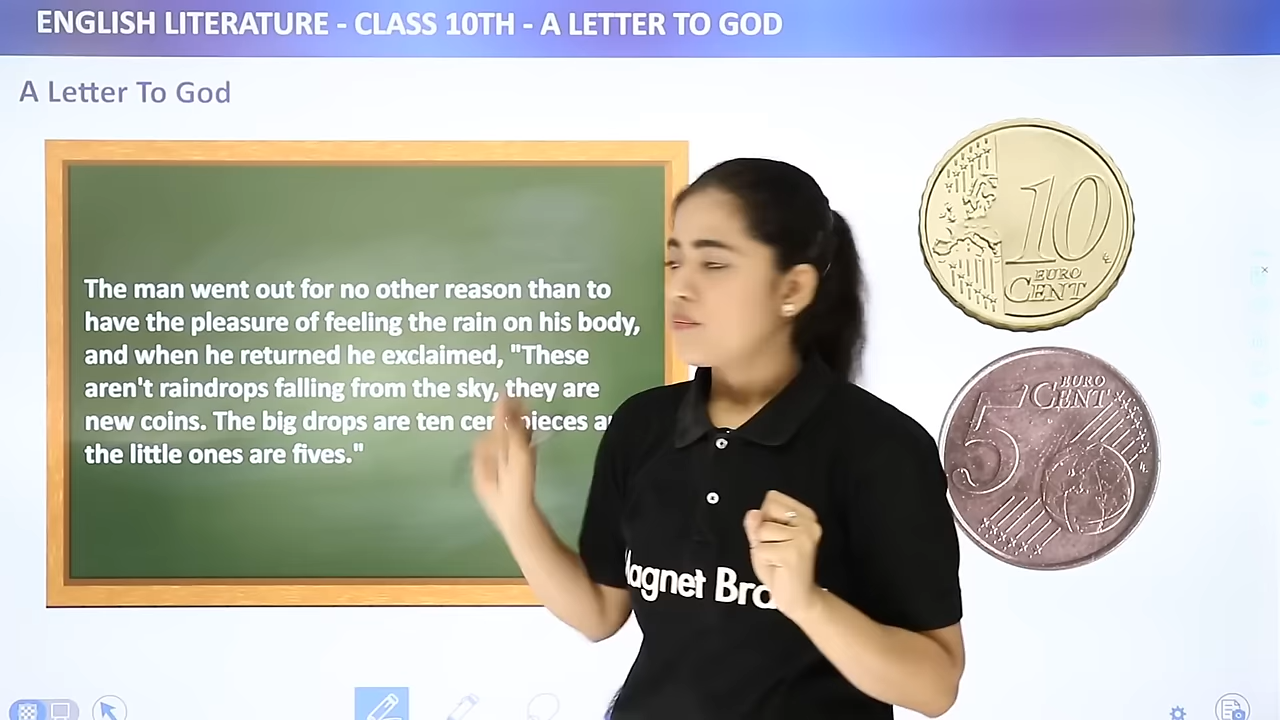 ENGLISH LITERATURE - CLASS 10TH - A LETTER TO GOD
A Letter To God
The man went out for no other reason than to
have the pleasure of feeling the rain on his body,
and when he returned he exclaimed, "These
aren't raindrops falling from the sky, they are
new coins. The big drops are ten cent pieces
the little ones are fives."
10
EURO
CENT
5
EURO
CENT
agnet Bra